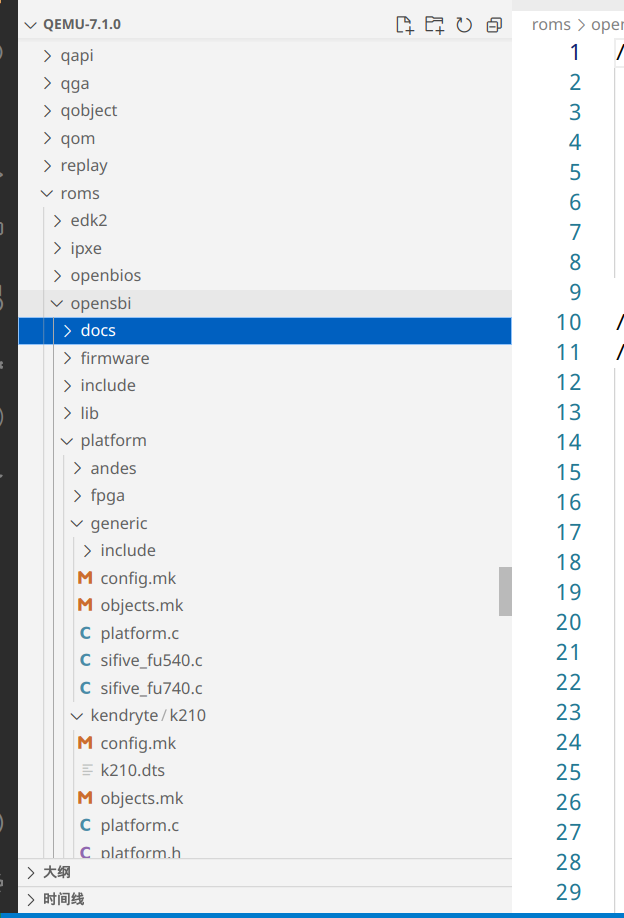 QEMU-7.1.0
roms > open
qapi
qga
qobject
qom
replay
roms
edk2
ipxe
openbios
opensbi
docs
firmware
include
lib
platform
andes
fpga
generic
include
config.mk
objects.mk
platform.c
sifive_fu540.c
sifive_fu740.c
kendryte/k210
config.mk
k210.dts
objects.mk
platform.c
platform.h
大纲
时间线
1 /
2
3
4
5
6
7
8
9
10 /
11 /
12
13
14
15
16
17
18
19
20
21
22
23
24
25
26
27
28
29